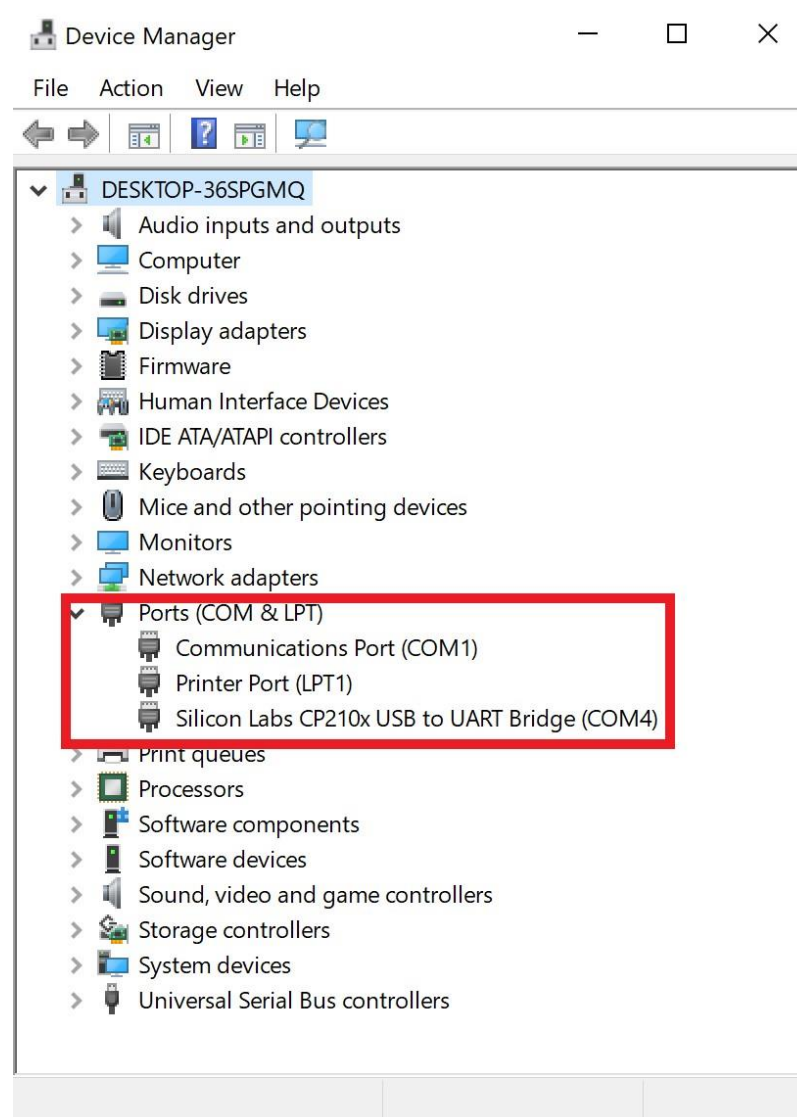 Device Manager
File Action View Help
DESKTOP-36SPGMQ
Audio inputs and outputs
Computer
Disk drives
Display adapters
Firmware
Human Interface Devices
IDE ATA/ATAPI controllers
Keyboards
Mice and other pointing devices
Monitors
Network adapters
Ports (COM & LPT)
Communications Port (COM1)
Printer Port (LPT1)
Silicon Labs CP210x USB to UART Bridge (COM4)
Print queues
Processors
Software components
Software devices
Sound, video and game controllers
Storage controllers
System devices
Universal Serial Bus controllers